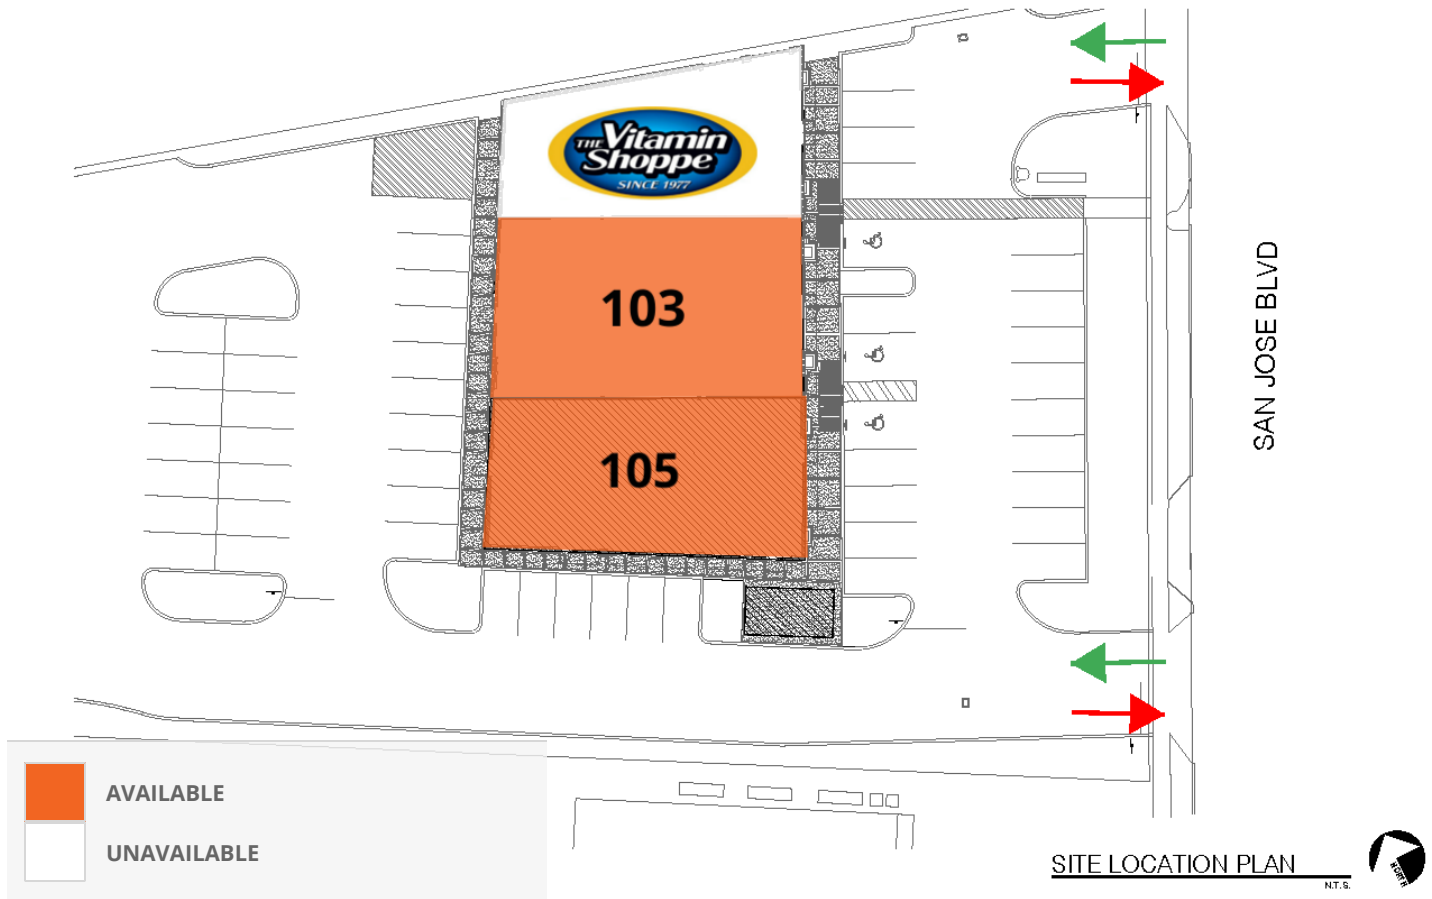 THE Vitamin
Shoppe
SINCE 1977
103
105
SAN JOSE BLVD
AVAILABLE
UNAVAILABLE
SITE LOCATION PLAN
N.T.S.
NORTH